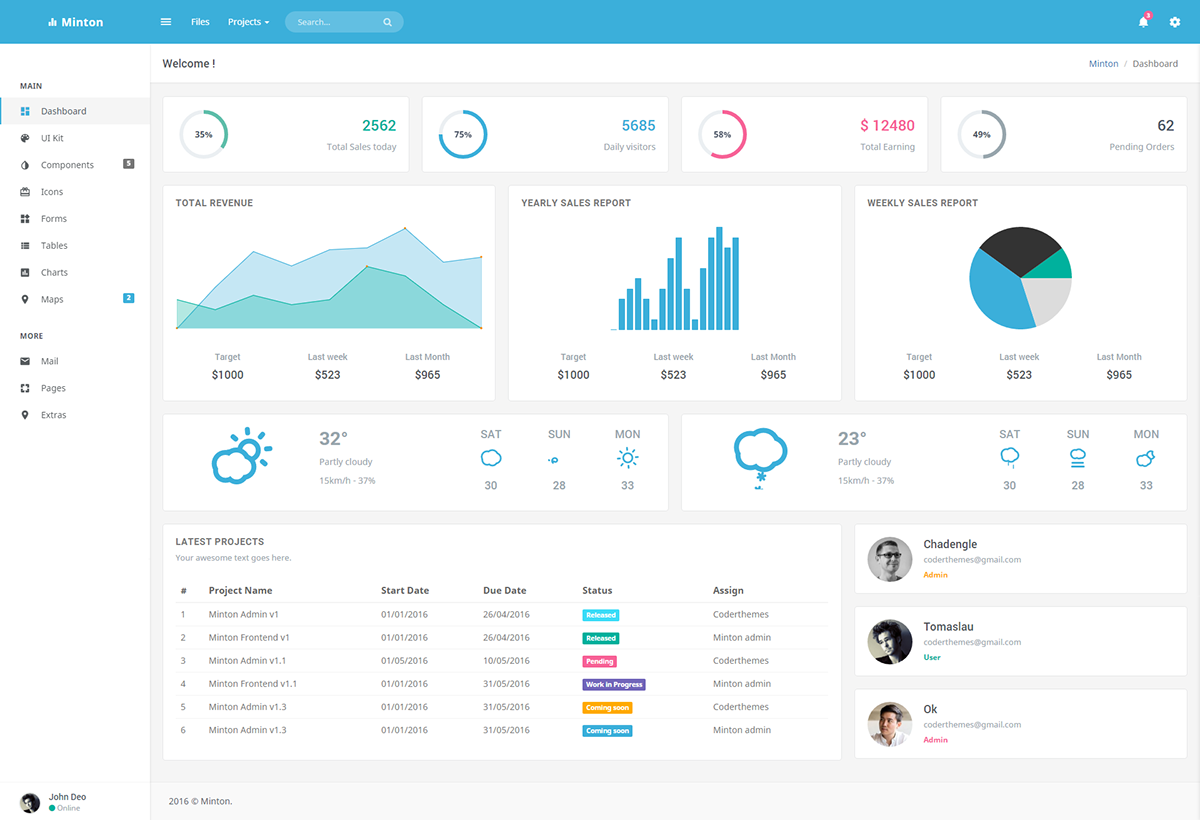 Minton
Files
Projects
Search...
3
MAIN
Dashboard
UI Kit
Components 5
Icons
Forms
Tables
Charts
Maps 2
MORE
Mail
Pages
Extras
John Deo
Online
Welcome !
Minton / Dashboard
35%
2562
Total Sales today
75%
5685
Daily visitors
58%
$ 12480
Total Earning
49%
62
Pending Orders
TOTAL REVENUE
Target Last week Last Month
$1000 $523 $965
YEARLY SALES REPORT
Target Last week Last Month
$1000 $523 $965
WEEKLY SALES REPORT
Target Last week Last Month
$1000 $523 $965
32°
Partly cloudy
15km/h - 37%
SAT SUN MON
30 28 33
23°
Partly cloudy
15km/h - 37%
SAT SUN MON
30 28 33
LATEST PROJECTS
Your awesome text goes here.
# Project Name Start Date Due Date Status Assign
1 Minton Admin v1 01/01/2016 26/04/2016 Released Coderthemes
2 Minton Frontend v1 01/01/2016 26/04/2016 Released Minton admin
3 Minton Admin v1.1 01/05/2016 10/05/2016 Pending Coderthemes
4 Minton Frontend v1.1 01/01/2016 31/05/2016 Work in Progress Minton admin
5 Minton Admin v1.3 01/01/2016 31/05/2016 Coming soon Coderthemes
6 Minton Admin v1.3 01/01/2016 31/05/2016 Coming soon Minton admin
Chadengle
coderthemes@gmail.com
Admin
Tomaslau
coderthemes@gmail.com
User
Ok
coderthemes@gmail.com
Admin
2016 © Minton.